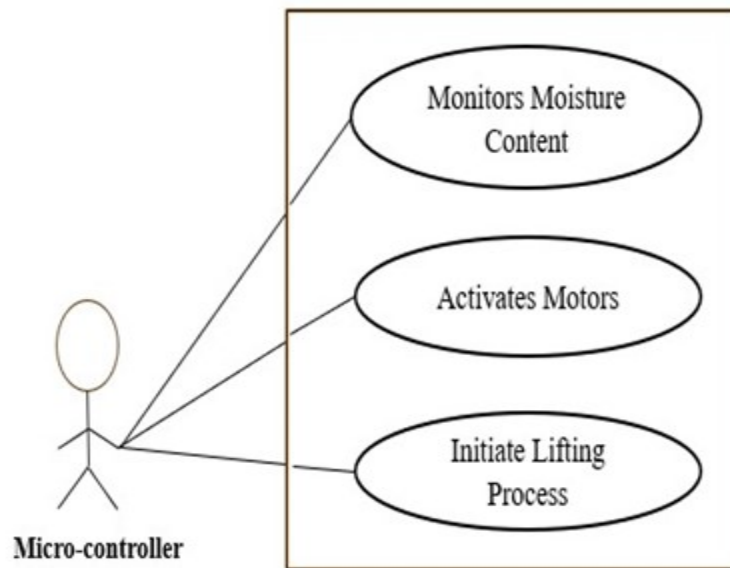 Monitors Moisture
Content
Activates Motors
Initiate Lifting
Process
Micro-controller